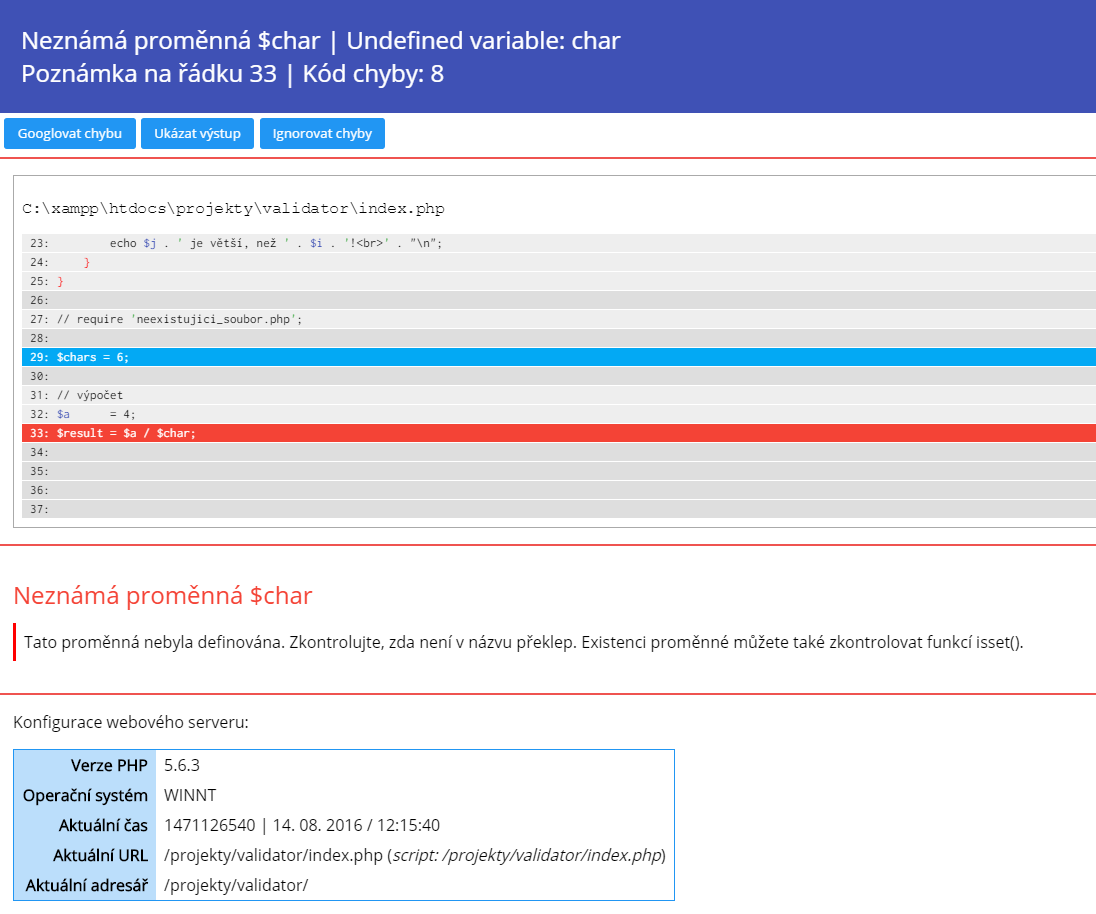 Neznámá proměnná $char | Undefined variable: char
Poznámka na řádku 33 | Kód chyby: 8
Googlovat chybu Ukázat výstup Ignorovat chyby
C:\xampp\htdocs\projekty\validator\index.php
23:         echo $j . ' je větší, než ' . $i . '!<br>' . "\n";
24:     }
25: }
26:
27: // require 'neexistujici_soubor.php';
28:
29: $chars = 6;
30:
31: // výpočet
32: $a      = 4;
33: $result = $a / $char;
34:
35:
36:
37:
Neznámá proměnná $char
Tato proměnná nebyla definována. Zkontrolujte, zda není v názvu překlep. Existenci proměnné můžete také zkontrolovat funkcí isset().
Konfigurace webového serveru:
Verze PHP 5.6.3
Operační systém WINNT
Aktuální čas 1471126540 | 14. 08. 2016 / 12:15:40
Aktuální URL /projekty/validator/index.php (script: /projekty/validator/index.php)
Aktuální adresář /projekty/validator/